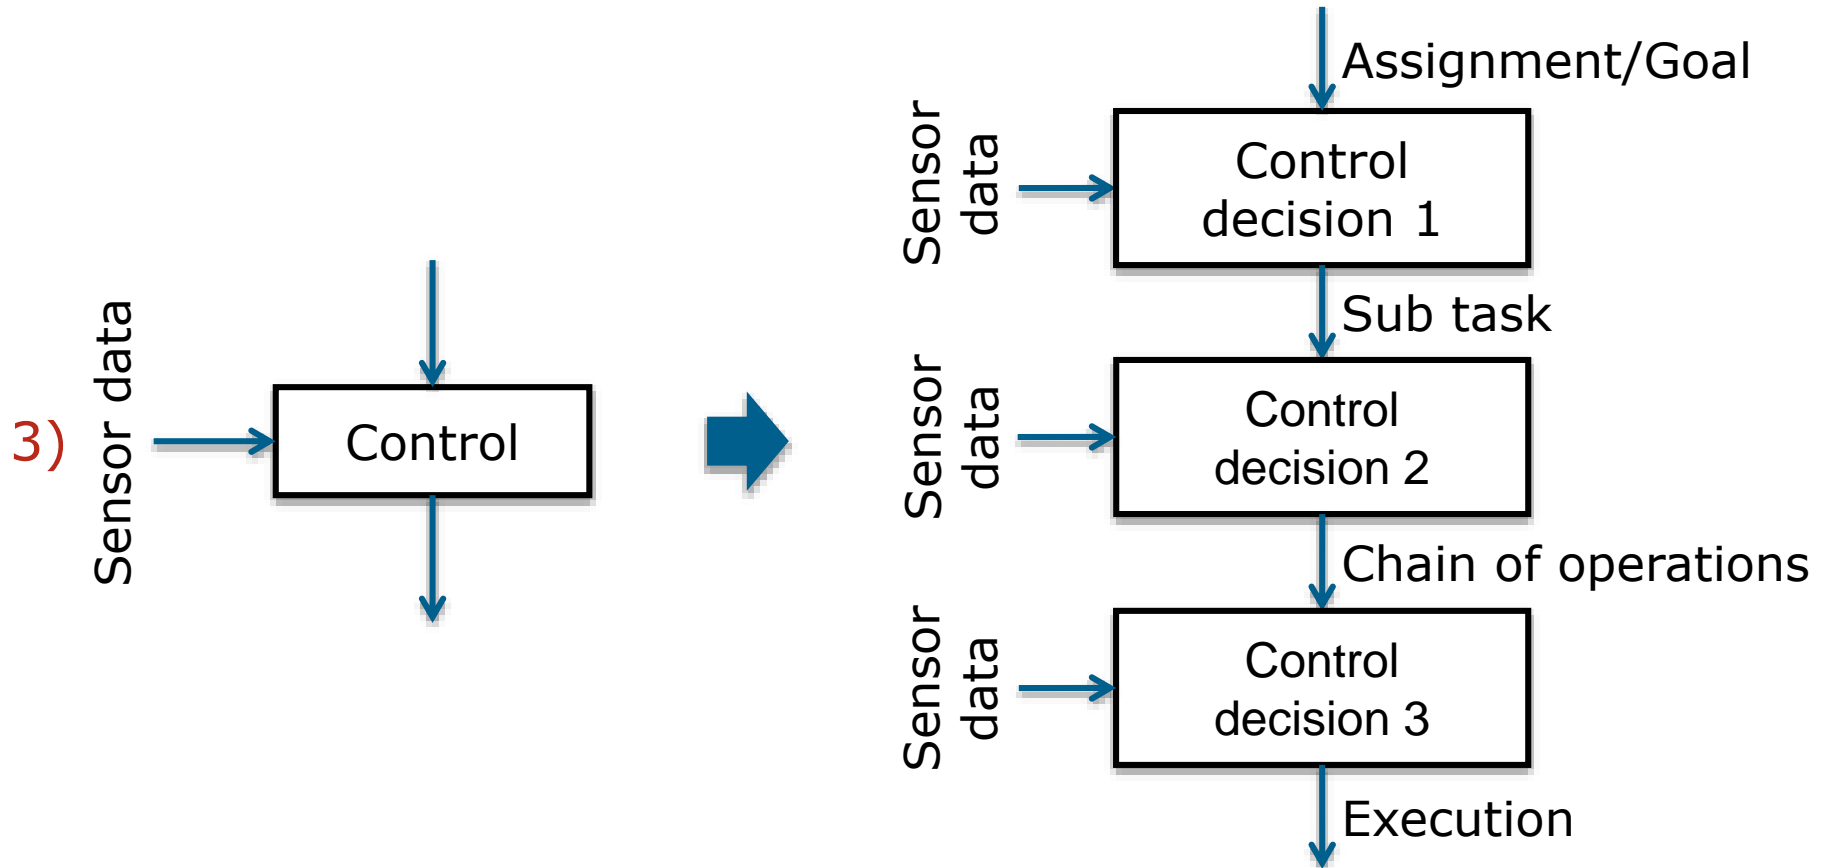 3)
Sensor data
Control
Assignment/Goal
Sensor
data
Control
decision 1
Sub task
Sensor
data
Control
decision 2
Chain of operations
Sensor
data
Control
decision 3
Execution